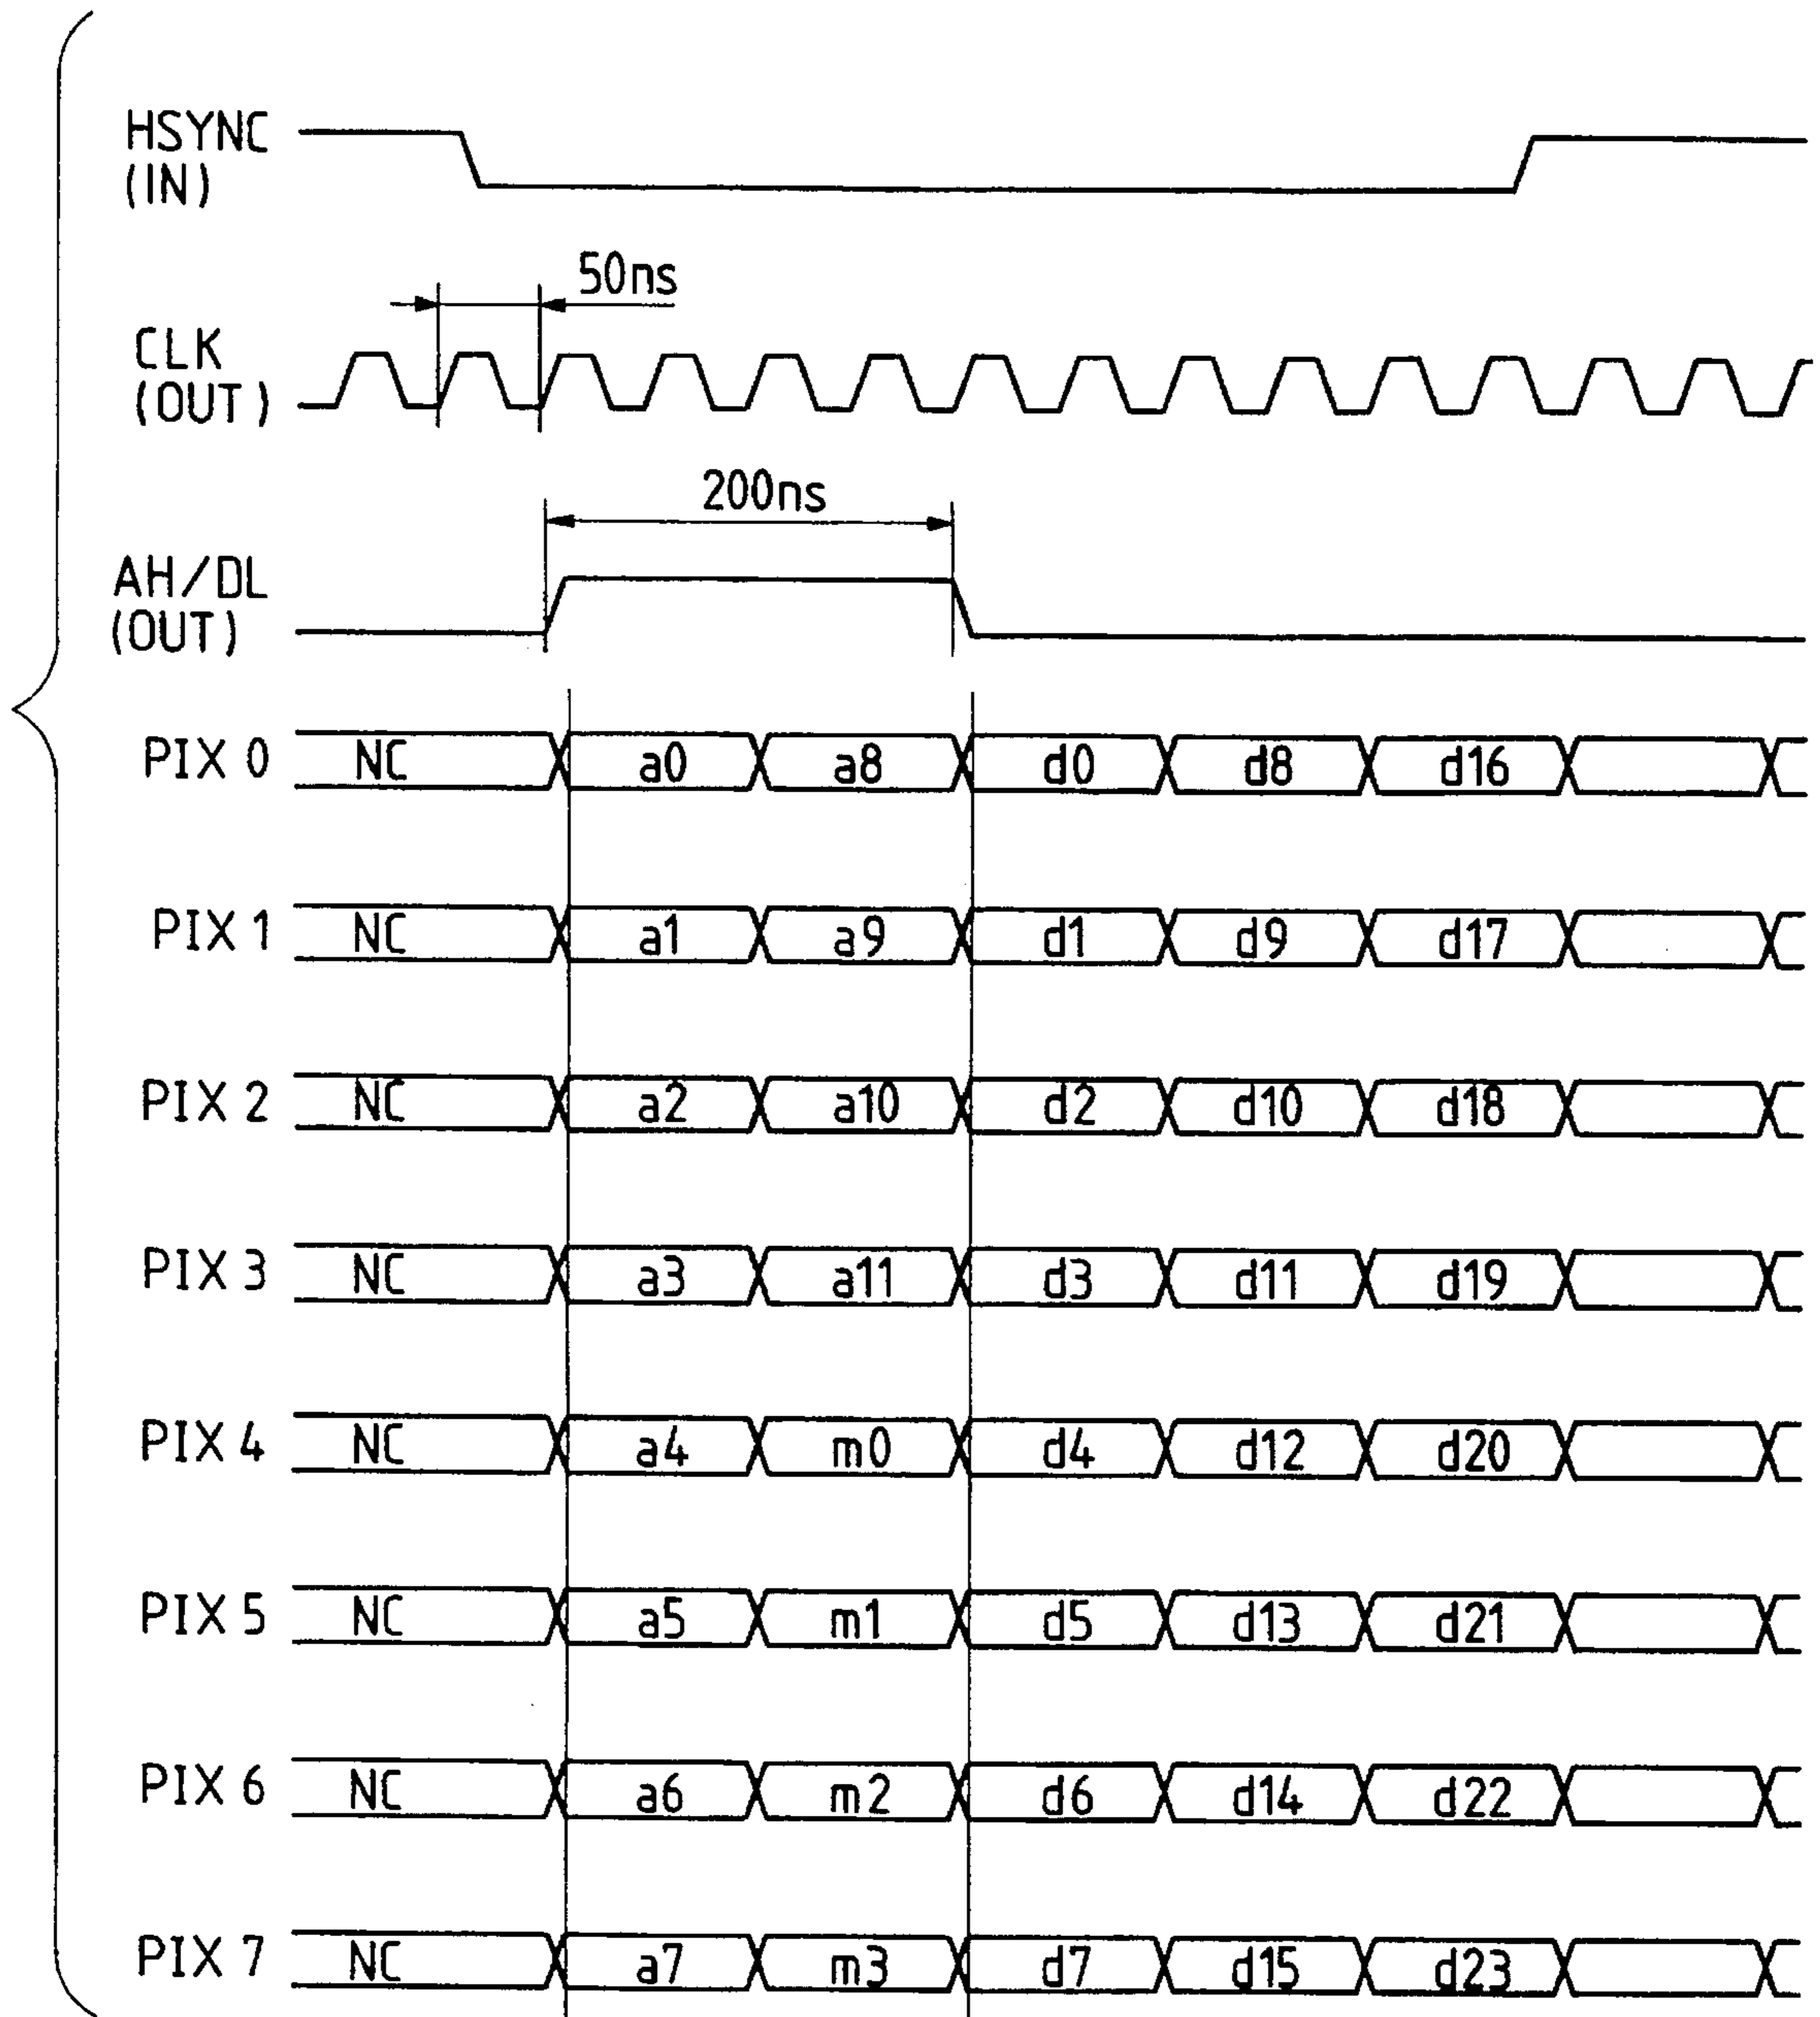 HSYNC
(IN)
50ns
CLK
(OUT)
200ns
AH/DL
(OUT)
PIX 0 NC a0 a8 d0 d8 d16
PIX 1 NC a1 a9 d1 d9 d17
PIX 2 NC a2 a10 d2 d10 d18
PIX 3 NC a3 a11 d3 d11 d19
PIX 4 NC a4 m0 d4 d12 d20
PIX 5 NC a5 m1 d5 d13 d21
PIX 6 NC a6 m2 d6 d14 d22
PIX 7 NC a7 m3 d7 d15 d23